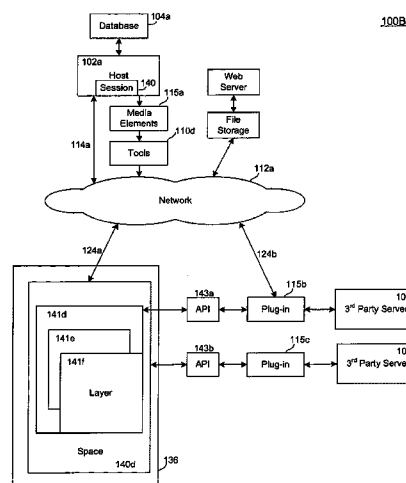 104a
100B
Database
102a
Host
Session
140
115a
Web
Server
Media
Elements
110d
114a
File
Storage
Tools
112a
Network
124a
124b
143a
115b
141d
API
Plug-in
3rd Party Server
141e
143b
115c
141f
API
Plug-in
3rd Party Server
Layer
Space
136
140d